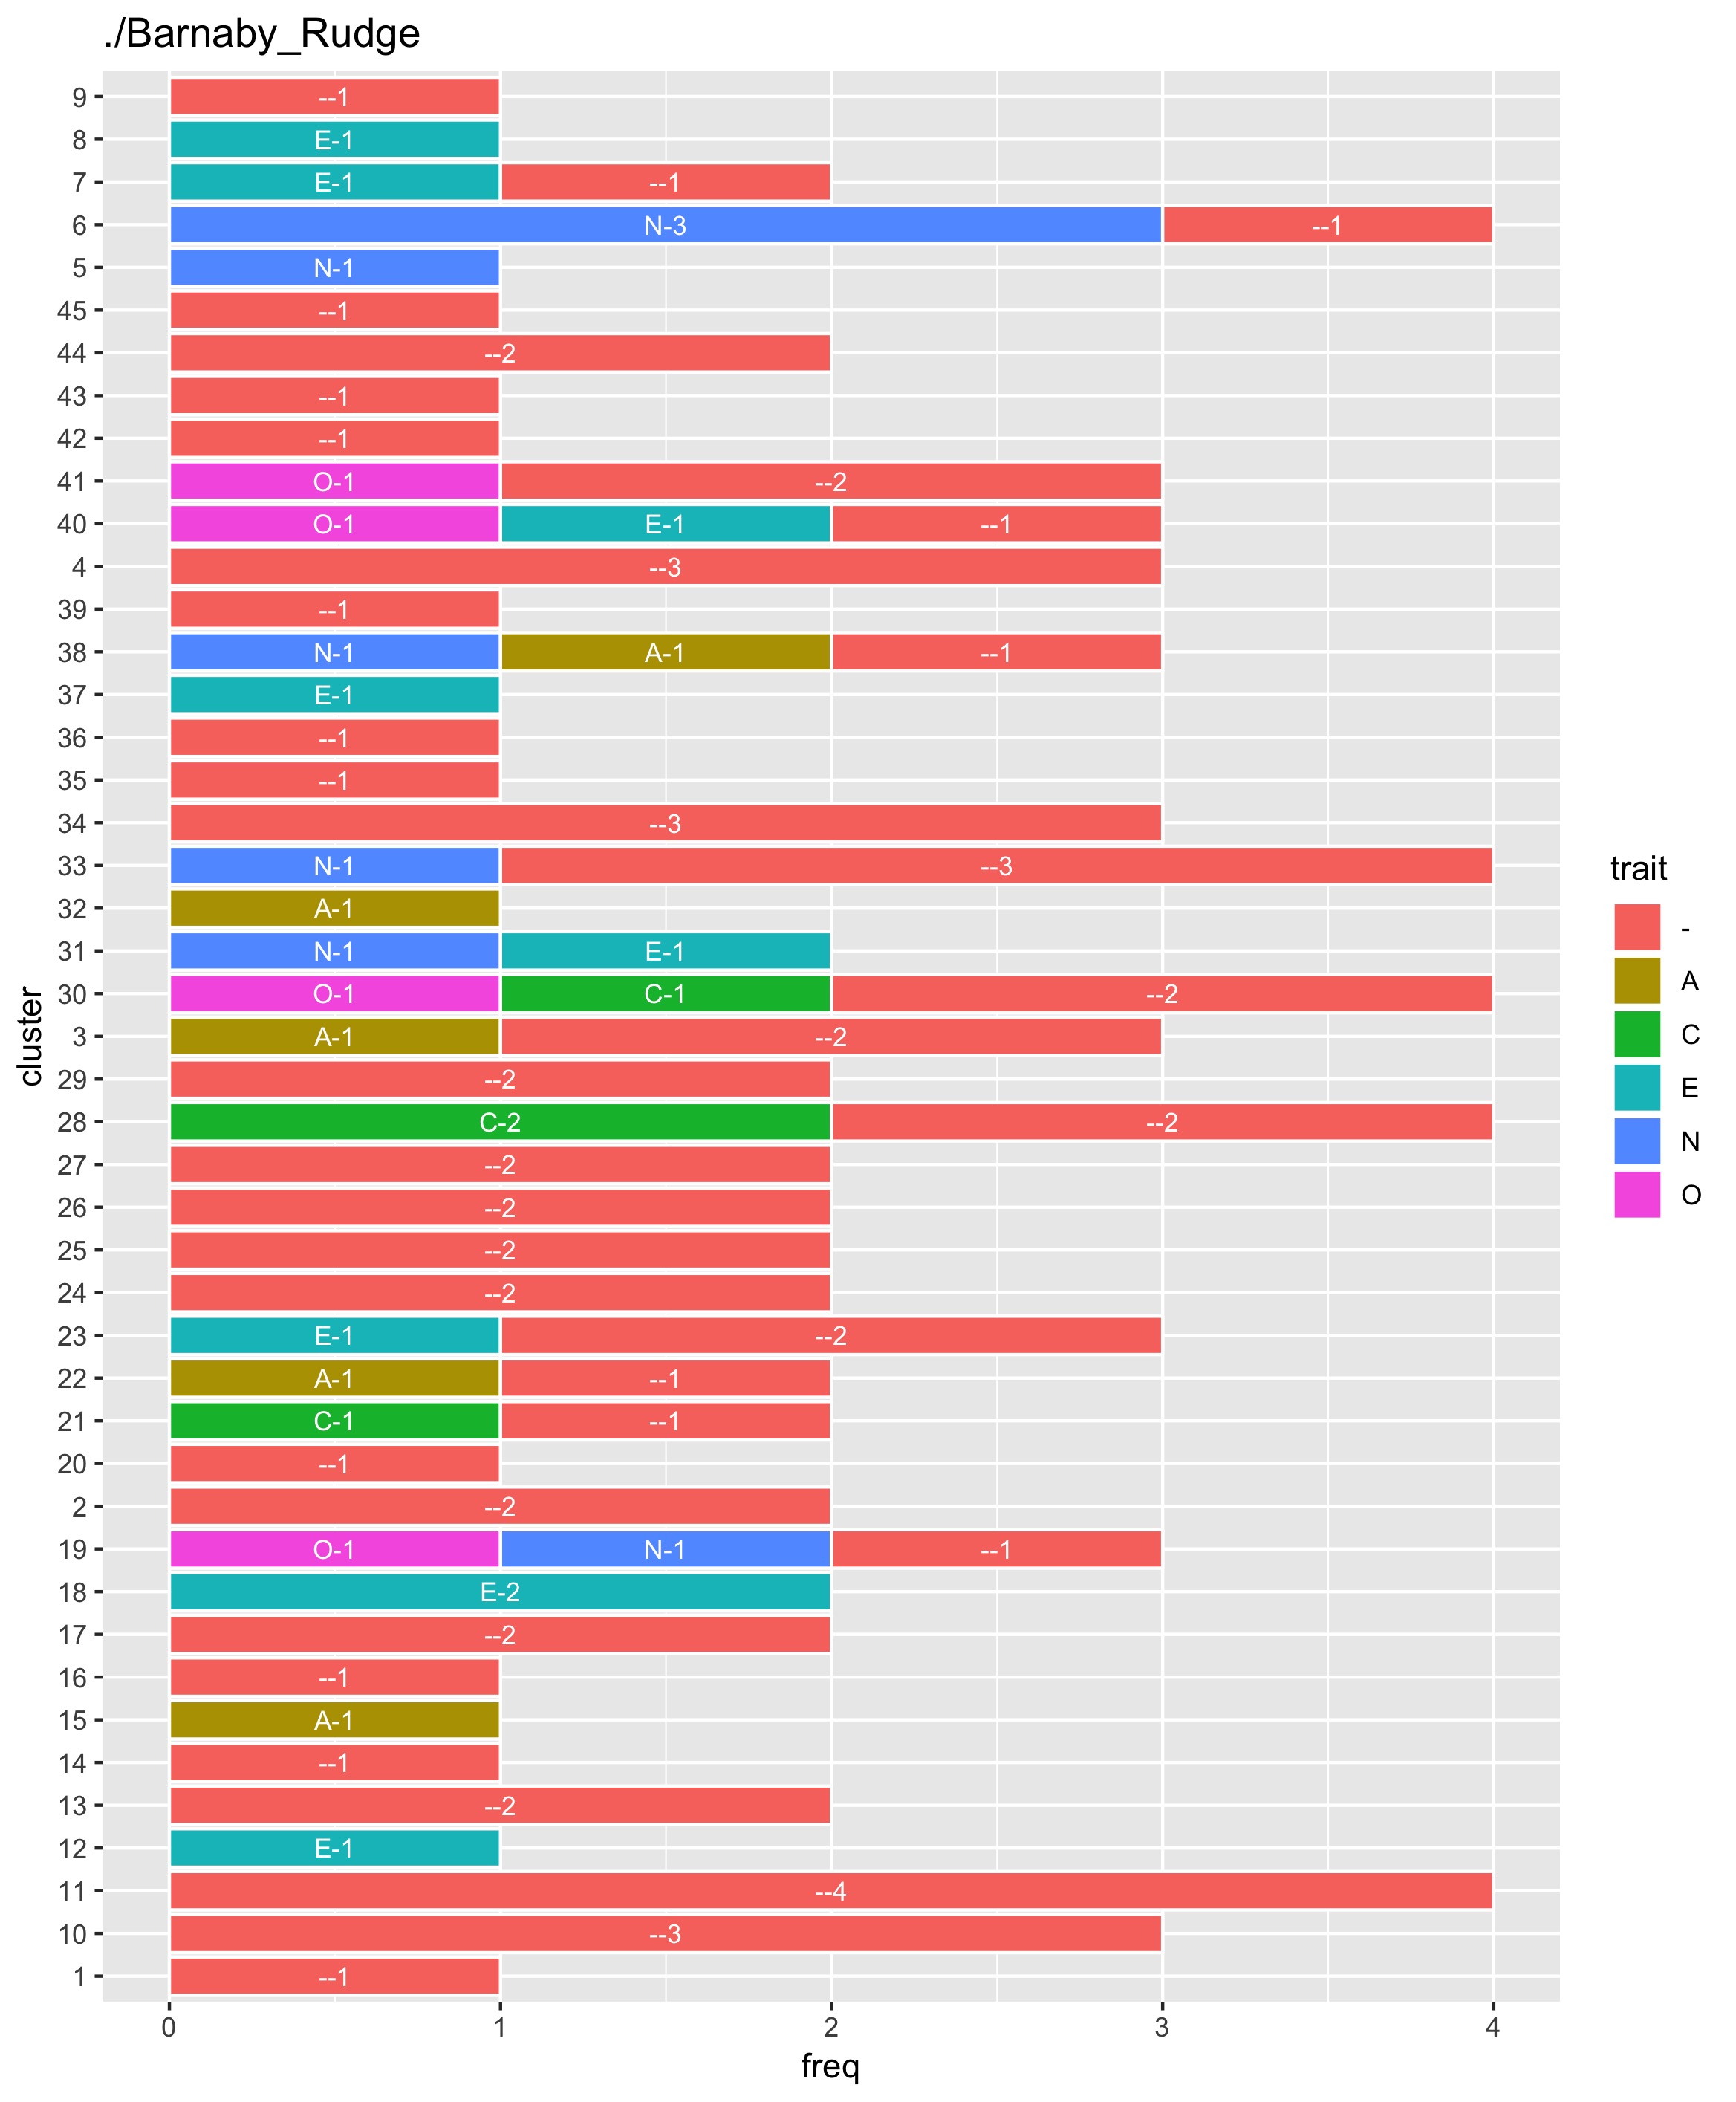 ./Barnaby_Rudge
9 --1
8 E-1
7 E-1 --1
6 N-3 --1
5 N-1
45 --1
44 --2
43 --1
42 --1
41 O-1 --2
40 O-1 E-1 --1
4 --3
39 --1
38 N-1 A-1 --1
37 E-1
36 --1
35 --1
34 --3
33 N-1 --3
32 A-1
31 N-1 E-1
30 O-1 C-1 --2
3 A-1 --2
29 --2
28 C-2 --2
27 --2
26 --2
25 --2
24 --2
23 E-1 --2
22 A-1 --1
21 C-1 --1
20 --1
2 --2
19 O-1 N-1 --1
18 E-2
17 --2
16 --1
15 A-1
14 --1
13 --2
12 E-1
11 --4
10 --3
1 --1
0 1 2 3 4
freq
cluster
trait
-
A
C
E
N
O